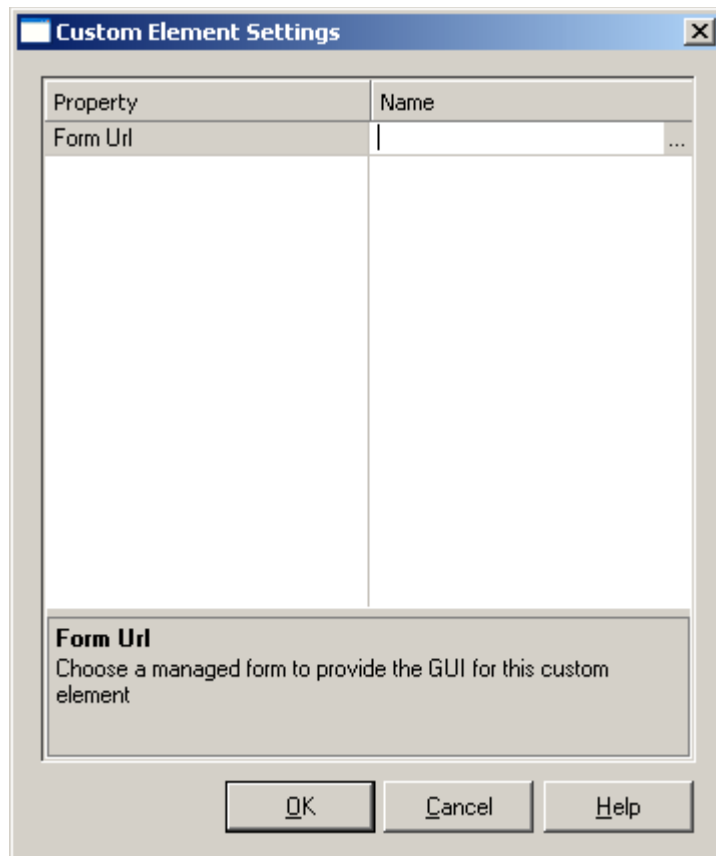 Custom Element Settings
Property Name
Form Url ...
Form Url
Choose a managed form to provide the GUI for this custom
element
OK Cancel Help